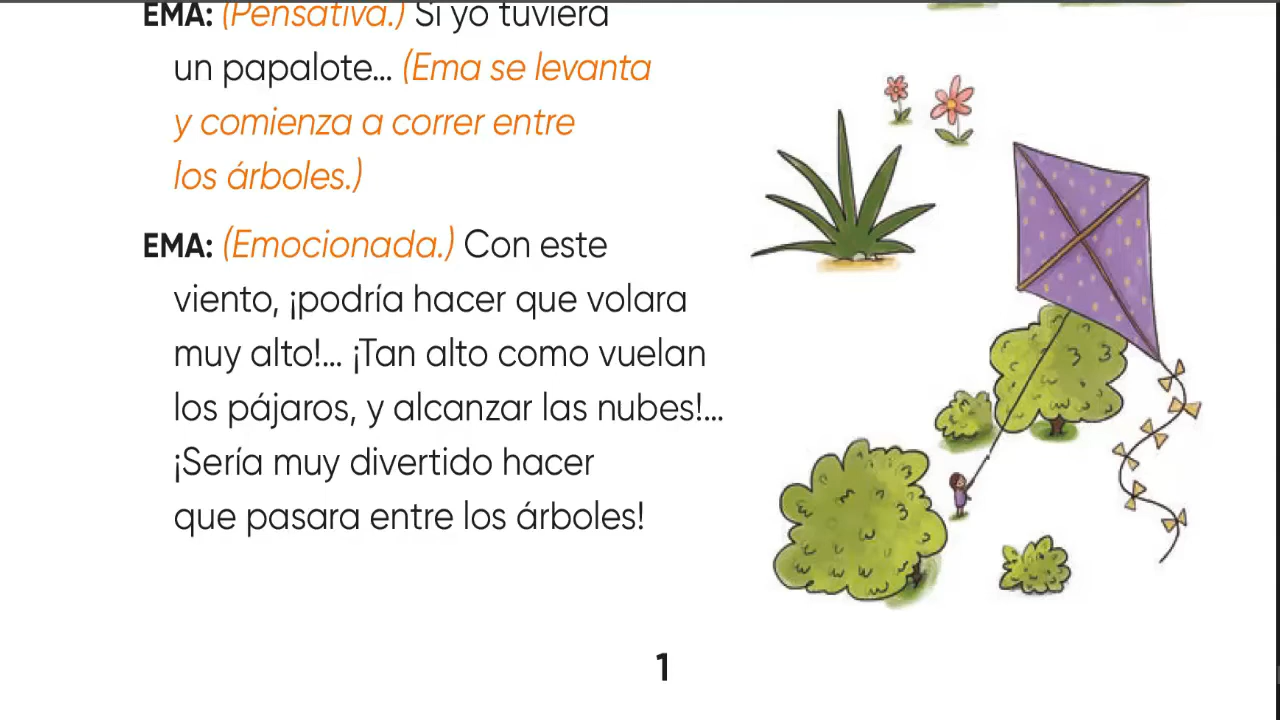 EMA: (Pensativa.) Si yo tuviera
un papalote... (Ema se levanta
y comienza a correr entre
los árboles.)
EMA: (Emocionada.) Con este
viento, ¡podría hacer que volara
muy alto!... ¡Tan alto como vuelan
los pájaros, y alcanzar las nubes!...
¡Sería muy divertido hacer
que pasara entre los árboles!
1